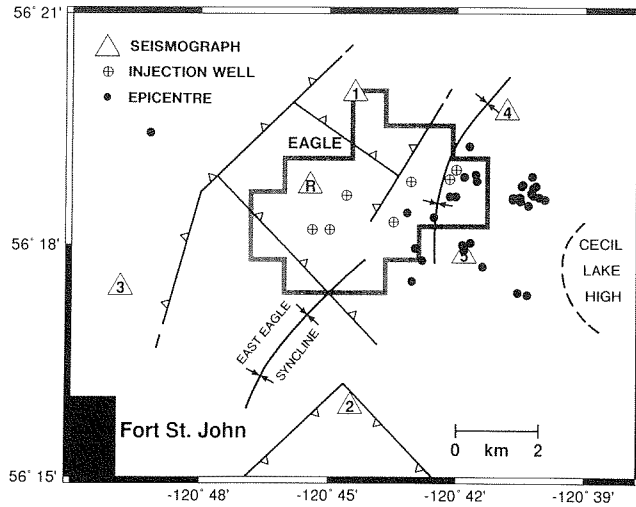 56° 21'
SEISMOGRAPH
INJECTION WELL
EPICENTRE
1
4
EAGLE
R
56° 18'
5
CECIL
LAKE
HIGH
3
EAST EAGLE
SYNCLINE
2
Fort St. John
0 km 2
56° 15'
-120° 48' -120° 45' -120° 42' -120° 39'